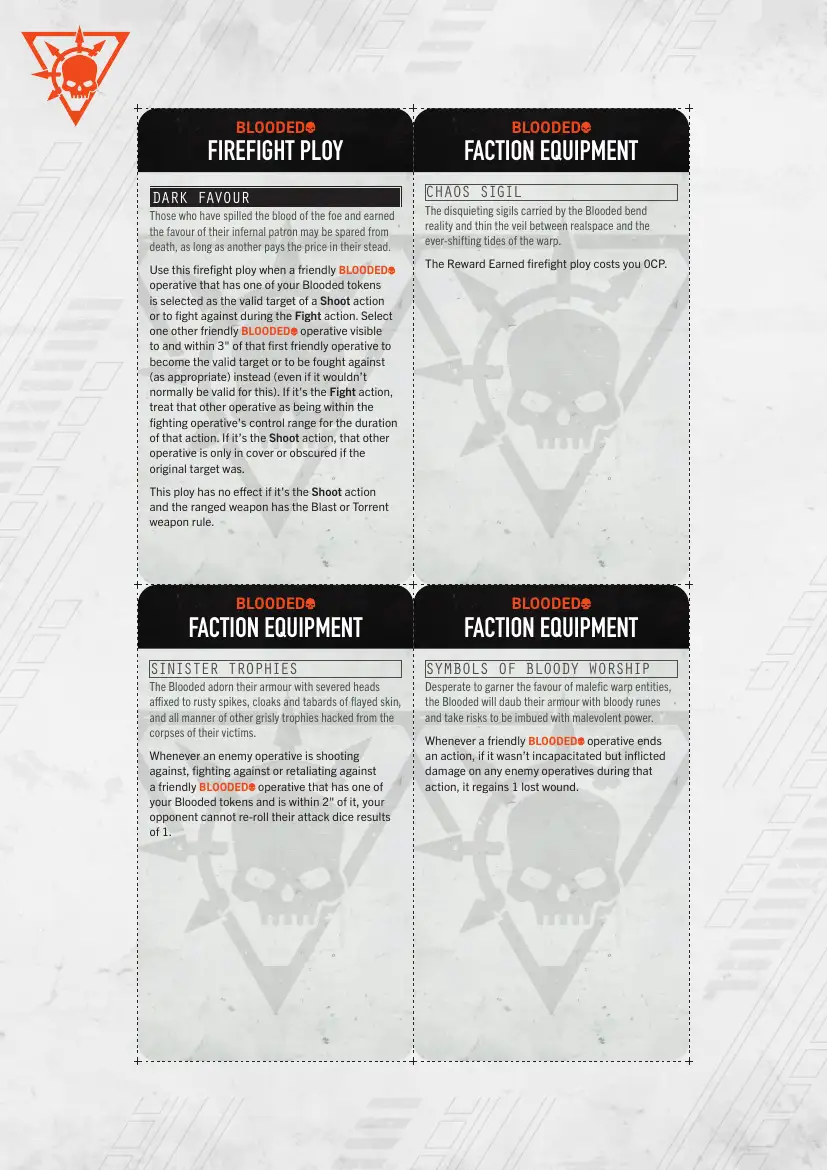 BLOODED
FIREFIGHT PLOY
DARK FAVOUR
Those who have spilled the blood of the foe and earned
the favour of their infernal patron may be spared from
death, as long as another pays the price in their stead.
Use this firefight ploy when a friendly BLOODED
operative that has one of your Blooded tokens
is selected as the valid target of a Shoot action
or to fight against during the Fight action. Select
one other friendly BLOODED operative visible
to and within 3" of that first friendly operative to
become the valid target or to be fought against
(as appropriate) instead (even if it wouldn't
normally be valid for this). If it's the Fight action,
treat that other operative as being within the
fighting operative's control range for the duration
of that action. If it's the Shoot action, that other
operative is only in cover or obscured if the
original target was.
This ploy has no effect if it's the Shoot action
and the ranged weapon has the Blast or Torrent
weapon rule.
BLOODED
FACTION EQUIPMENT
CHAOS SIGIL
The disquieting sigils carried by the Blooded bend
reality and thin the veil between realspace and the
ever-shifting tides of the warp.
The Reward Earned firefight ploy costs you 0CP.
BLOODED
FACTION EQUIPMENT
SINISTER TROPHIES
The Blooded adorn their armour with severed heads
affixed to rusty spikes, cloaks and tabards of flayed skin,
and all manner of other grisly trophies hacked from the
corpses of their victims.
Whenever an enemy operative is shooting
against, fighting against or retaliating against
a friendly BLOODED operative that has one of
your Blooded tokens and is within 2" of it, your
opponent cannot re-roll their attack dice results
of 1.
BLOODED
FACTION EQUIPMENT
SYMBOLS OF BLOODY WORSHIP
Desperate to garner the favour of malefic warp entities,
the Blooded will daub their armour with bloody runes
and take risks to be imbued with malevolent power.
Whenever a friendly BLOODED operative ends
an action, if it wasn't incapacitated but inflicted
damage on any enemy operatives during that
action, it regains 1 lost wound.